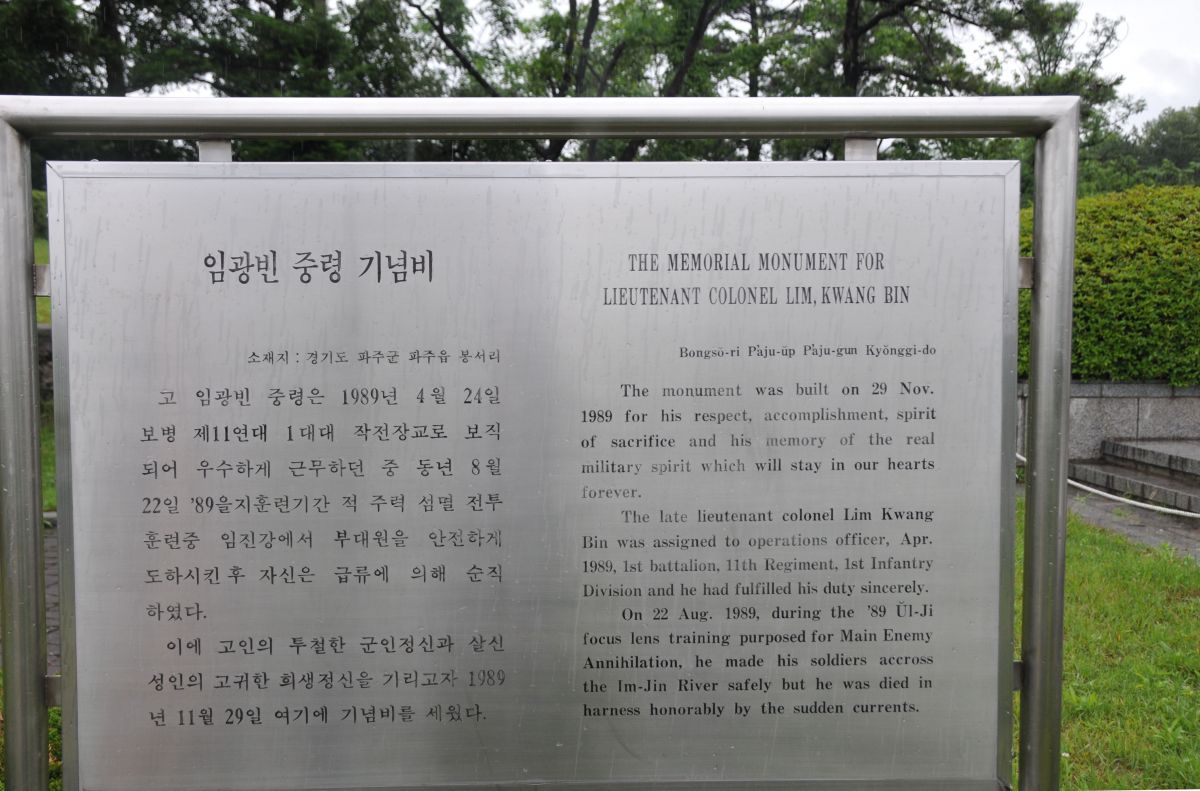 임광빈 중령 기념비
소재지 : 경기도 파주군 파주읍 봉서리
고 임광빈 중령은 1989년 4월 24일
보병 제11연대 1대대 작전장교로 보직
되어 우수하게 근무하던 중 동년 8월
22일 '89을지훈련기간 적 주력 섬멸 전투
훈련중 임진강에서 부대원을 안전하게
도하시킨 후 자신은 급류에 의해 순직
하였다.
이에 고인의 투철한 군인정신과 살신
성인의 고귀한 희생정신을 기리고자 1989
년 11월 29일 여기에 기념비를 세웠다.
THE MEMORIAL MONUMENT FOR
LIEUTENANT COLONEL LIM, KWANG BIN
Bongsŏ-ri P'aju-ŭp P'aju-gun Kyŏnggi-do
The monument was built on 29 Nov.
1989 for his respect, accomplishment, spirit
of sacrifice and his memory of the real
military spirit which will stay in our hearts
forever.
The late lieutenant colonel Lim Kwang
Bin was assigned to operations officer, Apr.
1989, 1st battalion, 11th Regiment, 1st Infantry
Division and he had fulfilled his duty sincerely.
On 22 Aug. 1989, during the '89 Ŭl-Ji
focus lens training purposed for Main Enemy
Annihilation, he made his soldiers accross
the Im-Jin River safely but he was died in
harness honorably by the sudden currents.